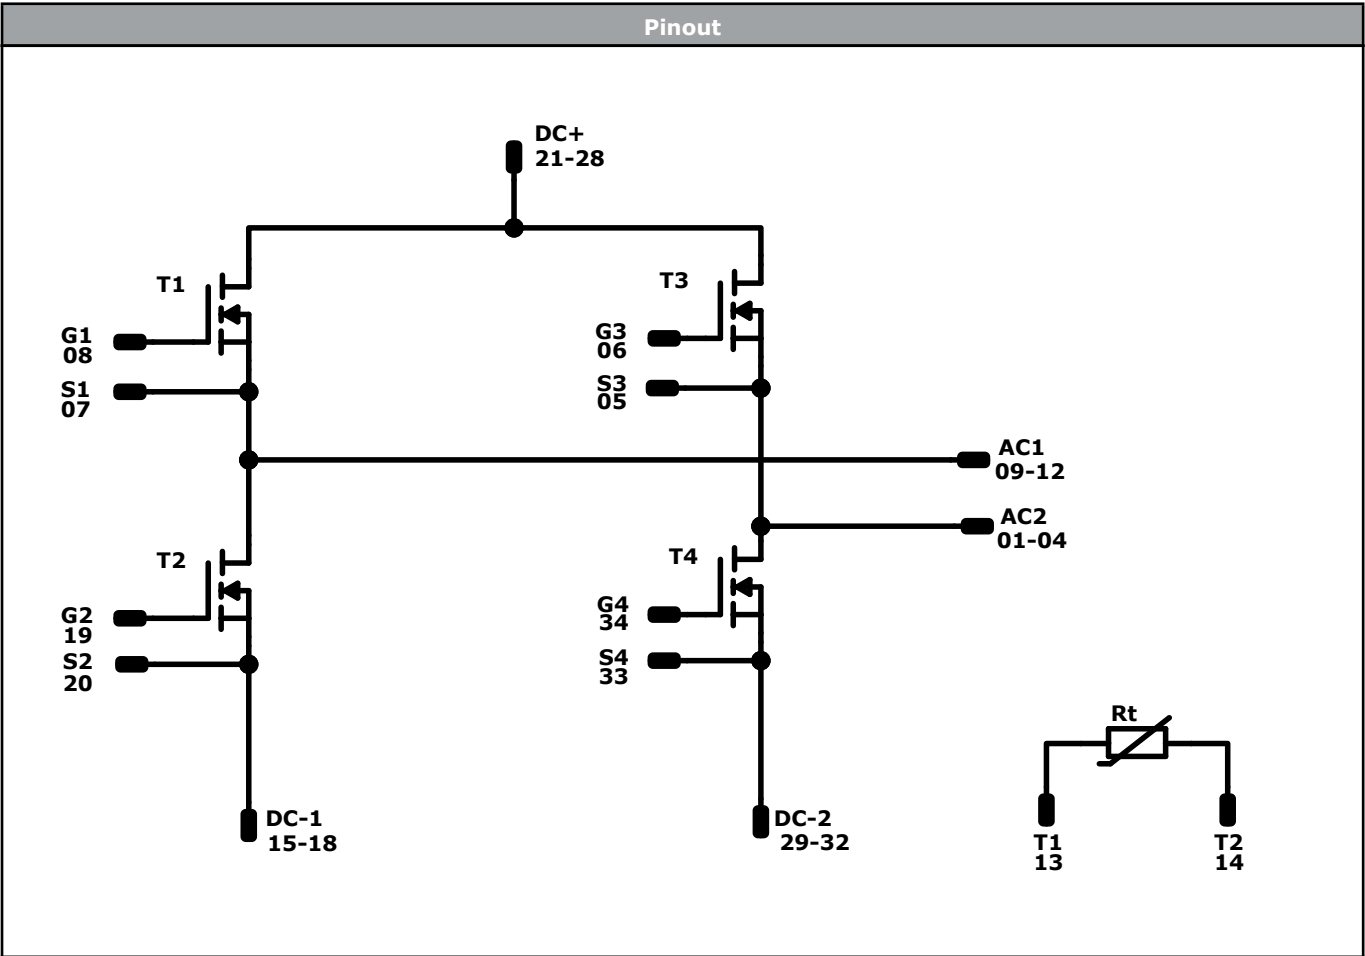 Pinout
DC+
21-28
T1
T3
G1
08
G3
06
S1
07
S3
05
AC1
09-12
AC2
01-04
T2
T4
G2
19
G4
34
S2
20
S4
33
Rt
DC-1
15-18
DC-2
29-32
T1
13
T2
14